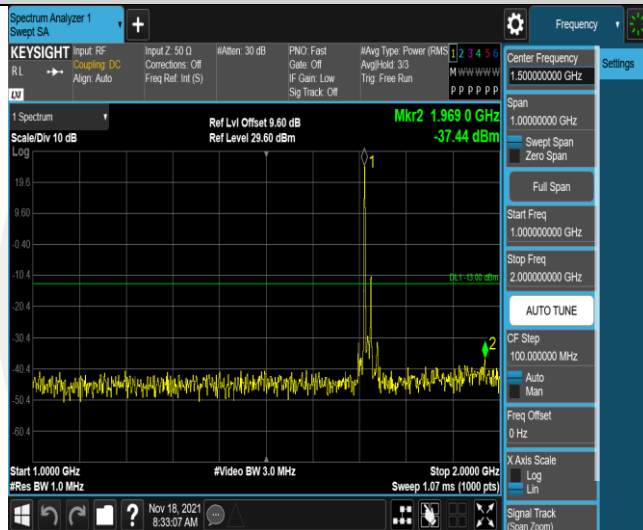 Spectrum Analyzer 1
Swept SA
Frequency
KEYSIGHT
RL
LXI
Input: RF
Coupling: DC
Align: Auto
Input Z: 50 Ω
Corrections: Off
Freq Ref: Int (S)
#Atten: 30 dB
PNO: Fast
Gate: Off
IF Gain: Low
Sig Track: Off
#Avg Type: Power (RMS
Avg|Hold: 3/3
Trig: Free Run
1 2 3 4 5 6
M W W W W W
P P P P P P
1 Spectrum
Scale/Div 10 dB
Ref Lvl Offset 9.60 dB
Ref Level 29.60 dBm
Mkr2 1.969 0 GHz
-37.44 dBm
Log
19.6
9.60
-0.40
-10.4
-20.4
-30.4
-40.4
-50.4
-60.4
1
DL1 -13.00 dBm
2
Start 1.0000 GHz
#Res BW 1.0 MHz
#Video BW 3.0 MHz
Stop 2.0000 GHz
Sweep 1.07 ms (1000 pts)
Nov 18, 2021
8:33:07 AM
?
Center Frequency
1.50000000 GHz
Span
1.00000000 GHz
Swept Span
Zero Span
Full Span
Start Freq
1.000000000 GHz
Stop Freq
2.000000000 GHz
AUTO TUNE
CF Step
100.000000 MHz
Auto
Man
Freq Offset
0 Hz
X Axis Scale
Log
Lin
Signal Track
(Span Zoom)
Settings